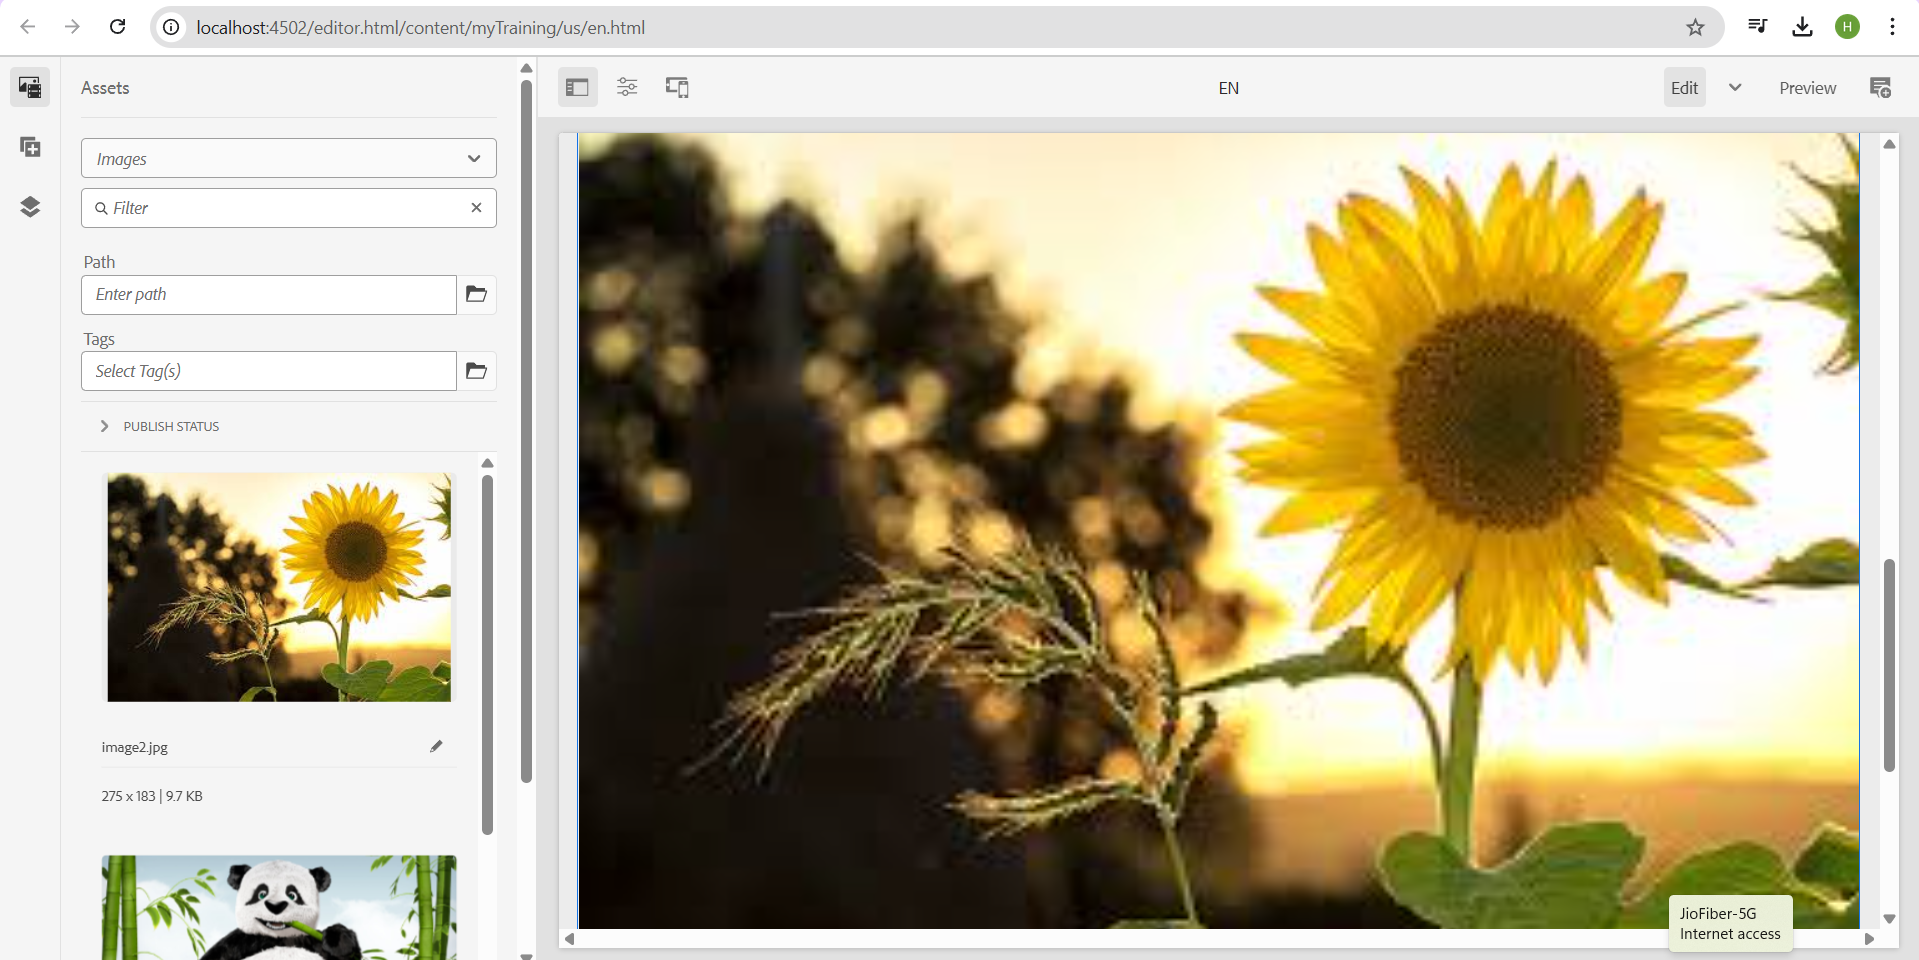 localhost:4502/editor.html/content/myTraining/us/en.html
H
Assets
EN
Edit
Preview
Images
Filter
Path
Enter path
Tags
Select Tag(s)
PUBLISH STATUS
image2.jpg
275 x 183 | 9.7 KB
JioFiber-5G
Internet access